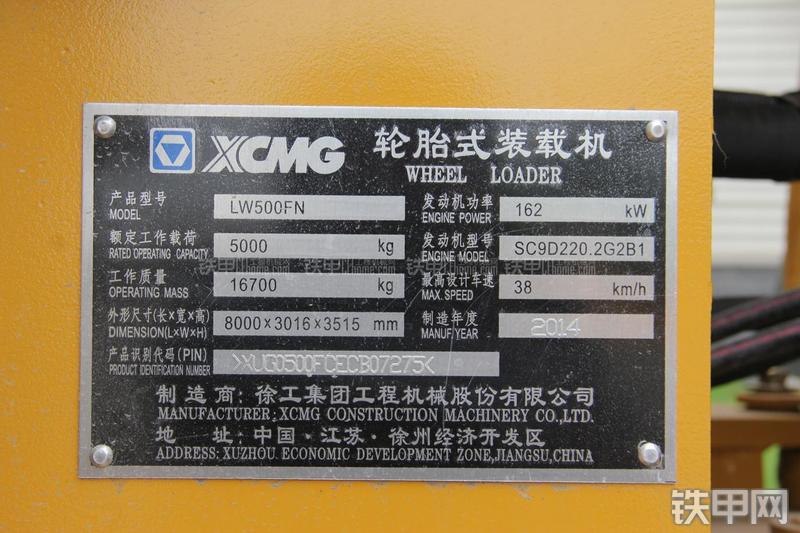 XCMG 轮胎式装载机
WHEEL LOADER
产品型号 LW500FN 发动机功率 162 kW
MODEL ENGINE POWER
额定工作载荷 5000 kg 发动机型号 SC9D220.2G2B1
RATED OPERATING CAPACITY ENGINE MODEL
工作质量 16700 kg 最高设计车速 38 km/h
OPERATING MASS MAX. SPEED
外形尺寸(长×宽×高) 8000×3016×3515 mm 制造年度 2014
DIMENSION(L×W×H) MANUF YEAR
产品识别代码(PIN)
PRODUCT IDENTIFICATION NUMBER
制造商:徐工集团工程机械股份有限公司
MANUFACTURER: XCMG CONSTRUCTION MACHINERY CO.,LTD.
地 址:中国·江苏·徐州经济开发区
ADDRESS: XUZHOU ECONOMIC DEVELOPMENT ZONE,JIANGSU,CHINA
铁甲网